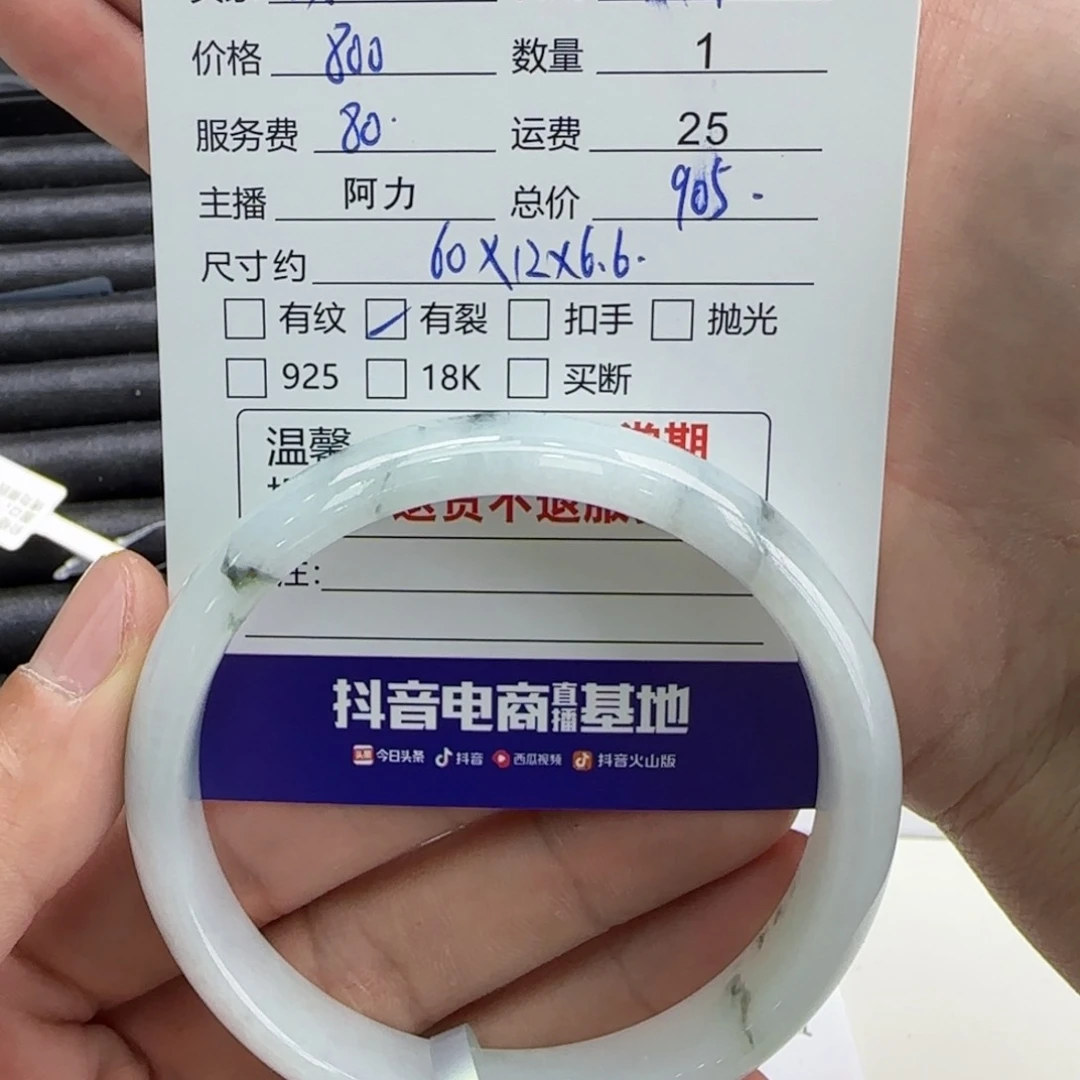 价格 800 数量 1
服务费 80. 运费 25
主播 阿力 总价 905 -
尺寸约 60X12X6.6.
有纹 有裂 扣手 抛光
925 18K 买断
温馨
退货不退服
注:
抖音电商直播基地
头条 今日头条 抖音 西瓜视频 抖音火山版